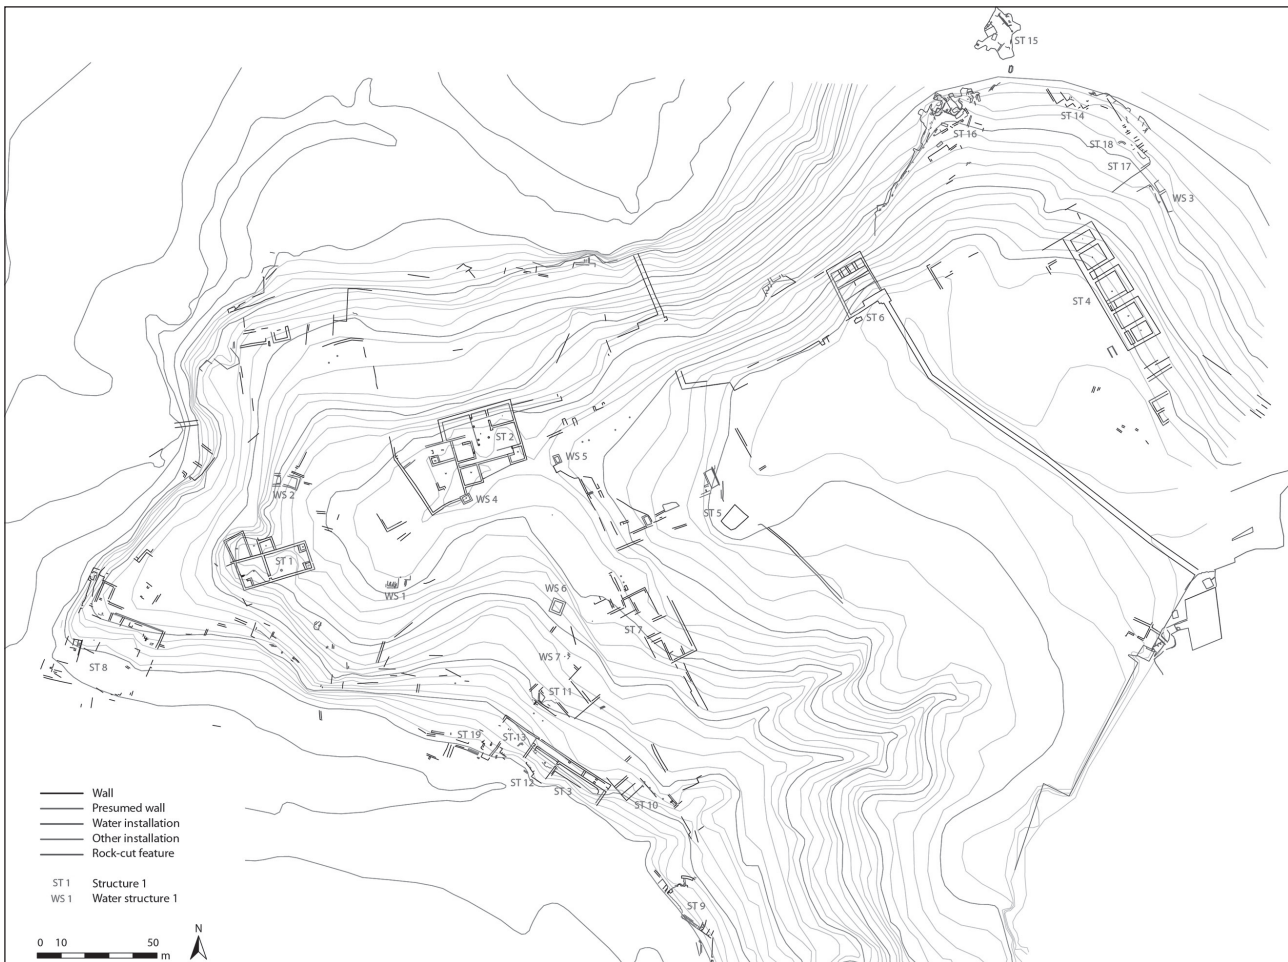 ST 15
ST 14
ST 16
ST 18
ST 17
WS 3
ST 4
ST 6
ST 2
WS 5
WS 2
WS 4
ST 5
ST 1
WS 1
WS 6
ST 7
WS 7
ST 8
ST 11
ST 19
ST 13
ST 12
ST 3
ST 10
ST 9
Wall
Presumed wall
Water installation
Other installation
Rock-cut feature
ST 1 Structure 1
WS 1 Water structure 1
N
0 10 50
m